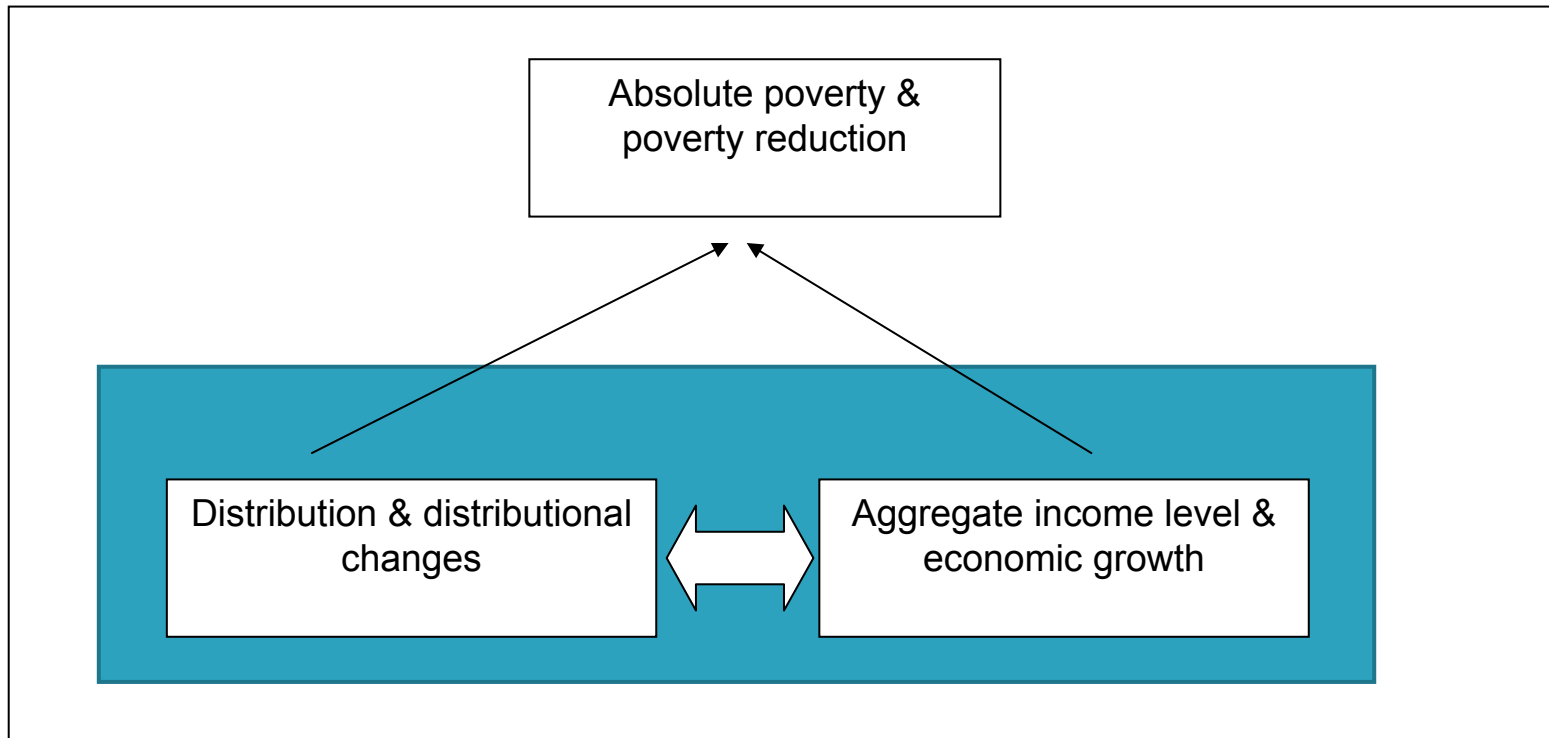 Absolute poverty &
poverty reduction
Distribution & distributional
changes
Aggregate income level &
economic growth